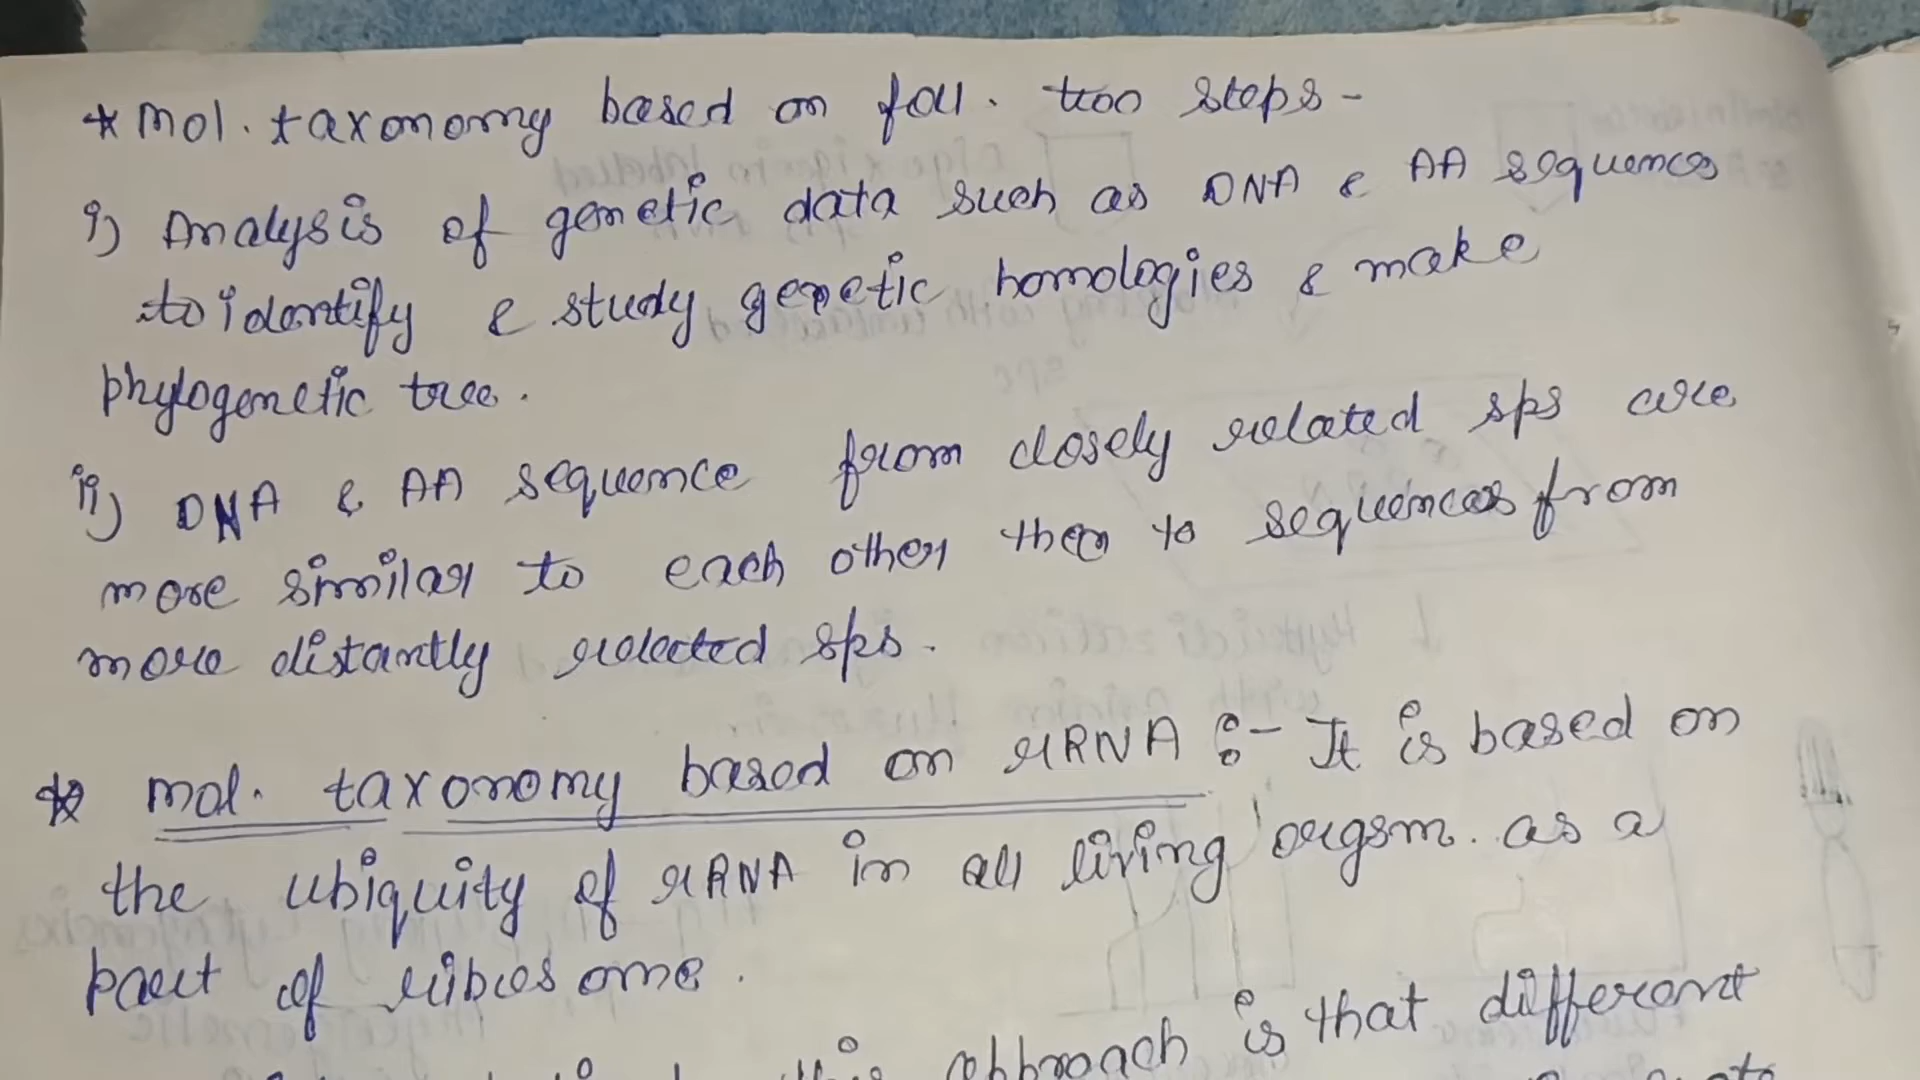 * Mol. taxonomy based on foll. two steps -
i) Analysis of genetic data such as DNA & AA sequences
to identify & study genetic homologies & make
phylogenetic tree.
ii) DNA & AA sequence from closely related sps are
more similar to each other then to sequences from
more distantly related sps.
* mol. taxonomy based on rRNA :- It is based on
the ubiquity of rRNA in all living orgsm. as a
part of ribosome.
this approach is that different